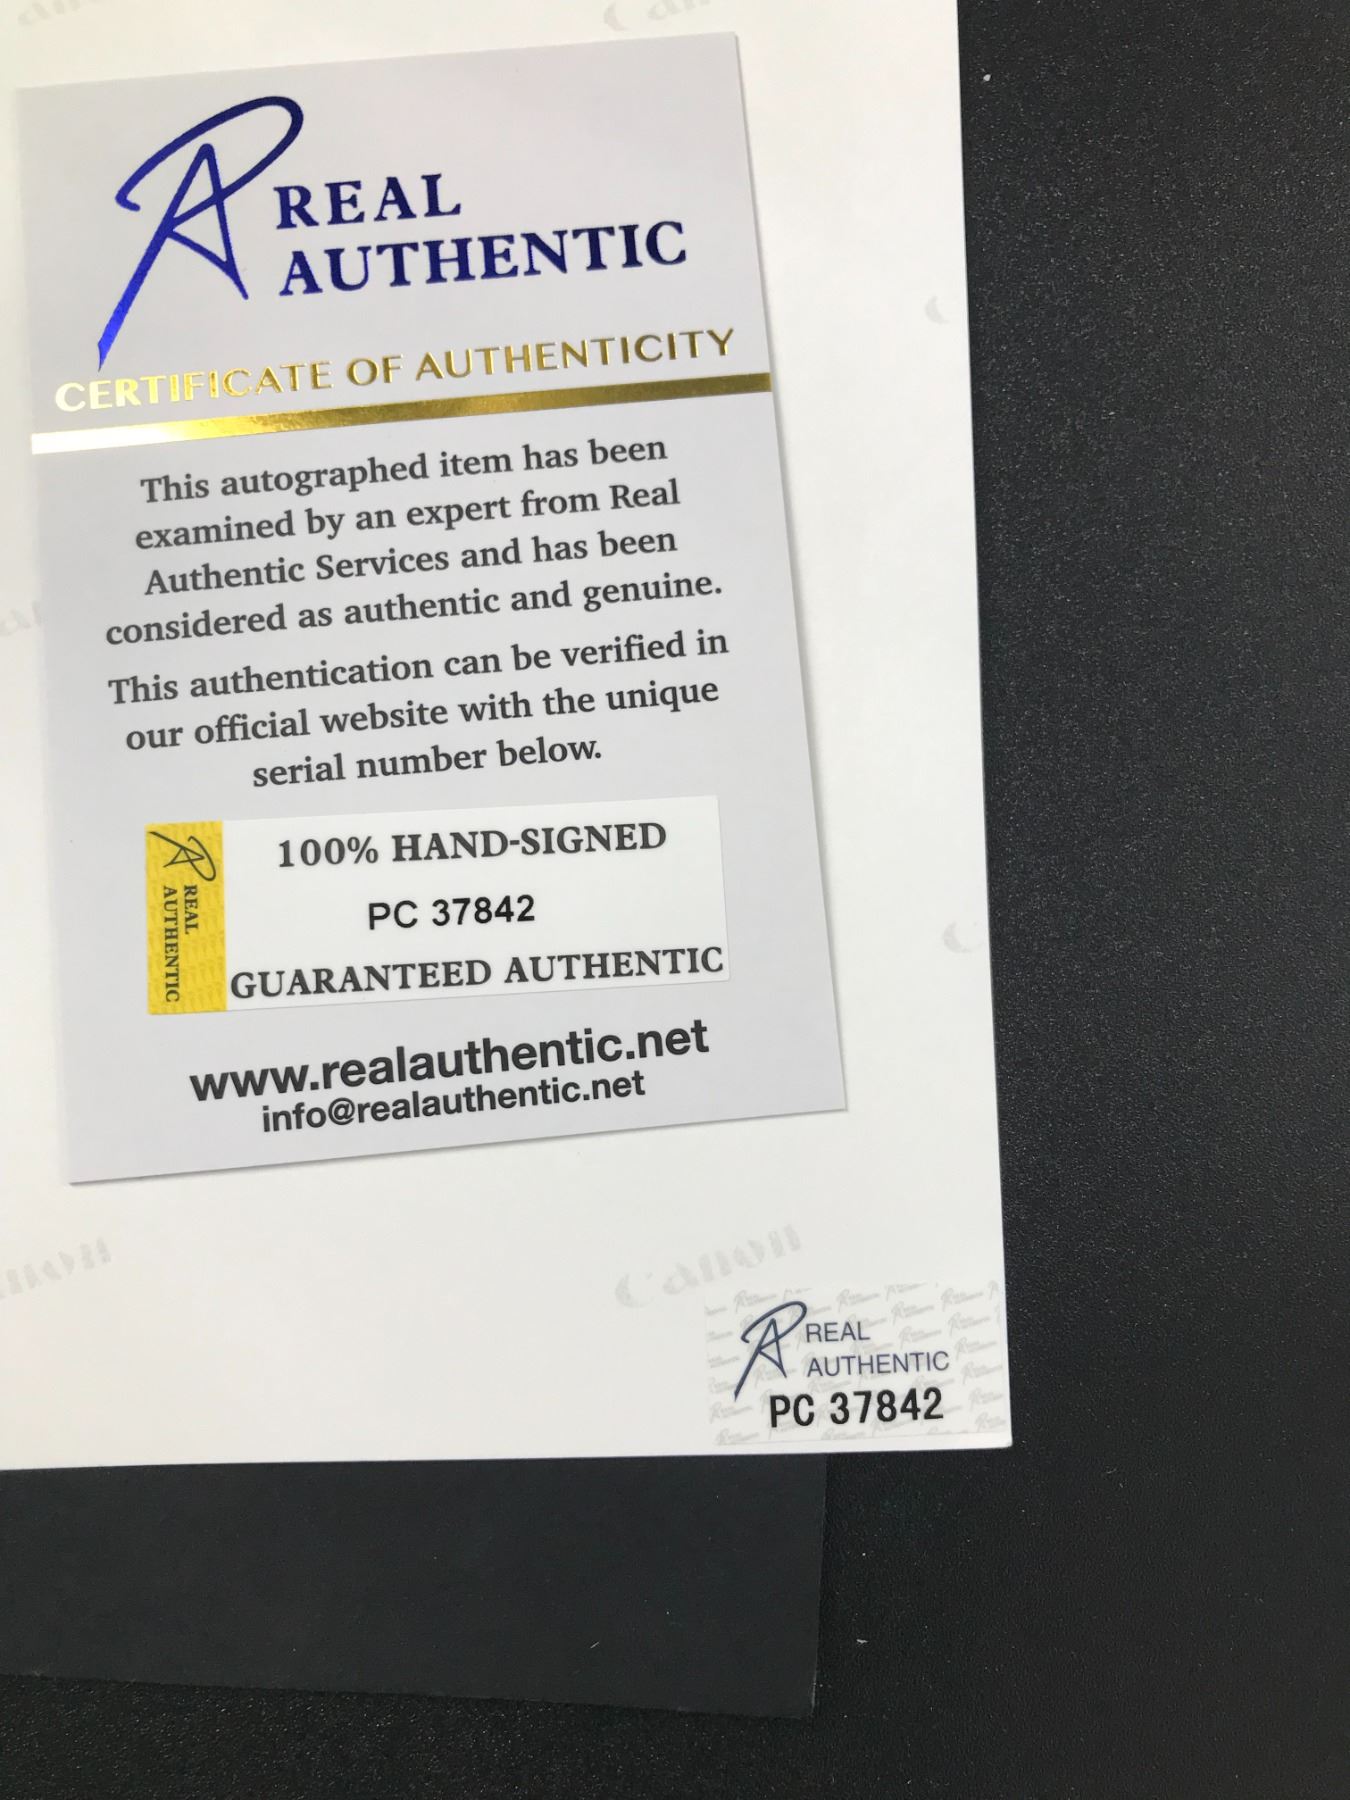 REAL
AUTHENTIC
CERTIFICATE OF AUTHENTICITY
This autographed item has been
examined by an expert from Real
Authentic Services and has been
considered as authentic and genuine.
This authentication can be verified in
our official website with the unique
serial number below.
REAL
AUTHENTIC
100% HAND-SIGNED
PC 37842
GUARANTEED AUTHENTIC
www.realauthentic.net
info@realauthentic.net
Canon
REAL
AUTHENTIC
PC 37842